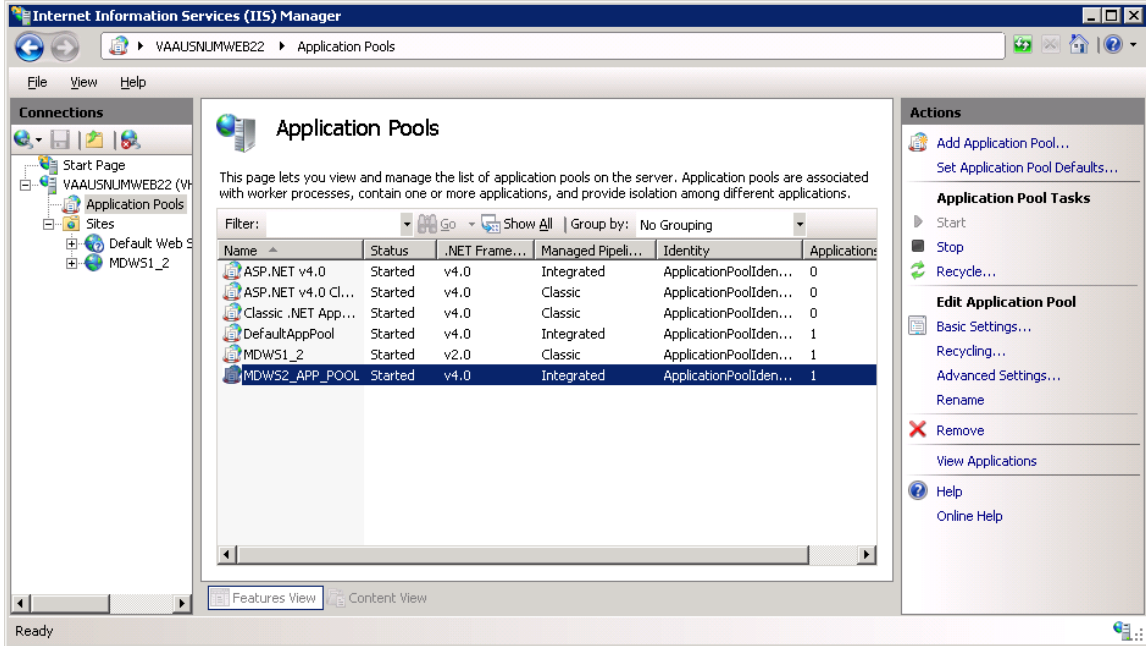 Internet Information Services (IIS) Manager
VAAUSNUMWEB22 Application Pools
File View Help
Connections
Start Page
VAAUSNUMWEB22 (VH
Application Pools
Sites
Default Web S
MDWS1_2
Application Pools
This page lets you view and manage the list of application pools on the server. Application pools are associated
with worker processes, contain one or more applications, and provide isolation among different applications.
Filter: Go Show All Group by: No Grouping
Name Status .NET Frame... Managed Pipeli... Identity Applications
ASP.NET v4.0 Started v4.0 Integrated ApplicationPoolIden... 0
ASP.NET v4.0 Cl... Started v4.0 Classic ApplicationPoolIden... 0
Classic .NET App... Started v4.0 Classic ApplicationPoolIden... 0
DefaultAppPool Started v4.0 Integrated ApplicationPoolIden... 1
MDWS1_2 Started v2.0 Classic ApplicationPoolIden... 1
MDWS2_APP_POOL Started v4.0 Integrated ApplicationPoolIden... 1
Features View Content View
Actions
Add Application Pool...
Set Application Pool Defaults...
Application Pool Tasks
Start
Stop
Recycle...
Edit Application Pool
Basic Settings...
Recycling...
Advanced Settings...
Rename
Remove
View Applications
Help
Online Help
Ready